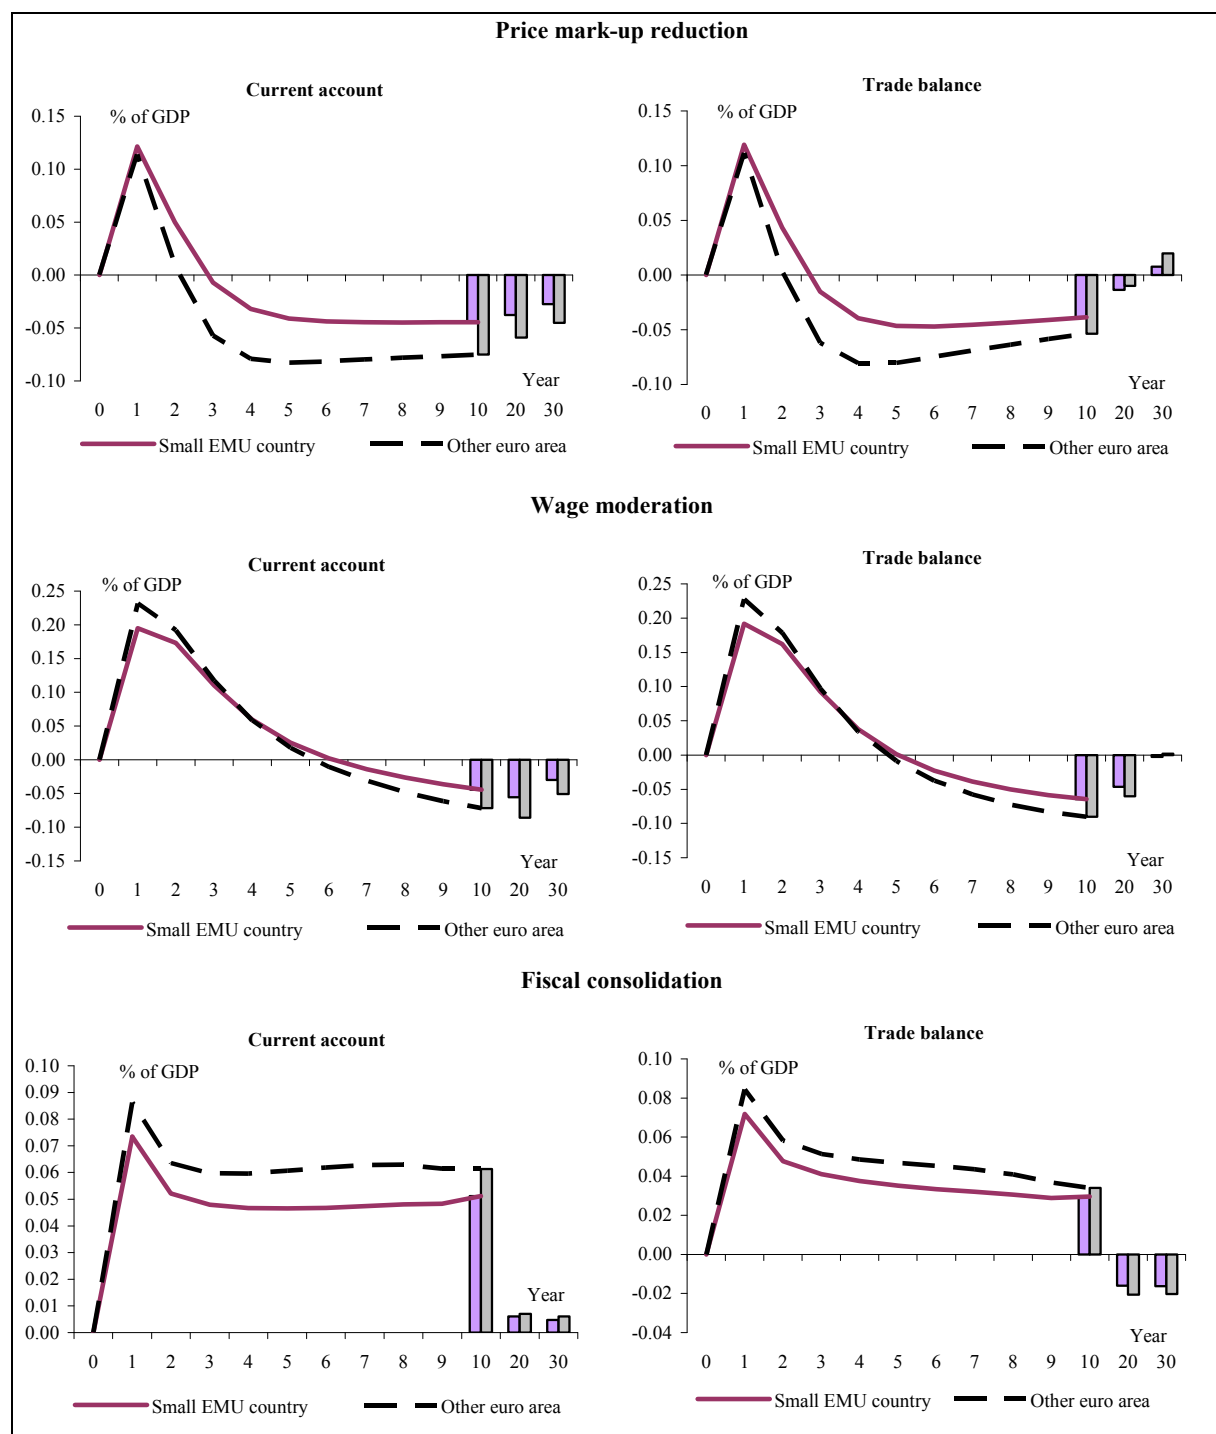 Price mark-up reduction
Current account
% of GDP
0.15
0.10
0.05
0.00
-0.05
-0.10
Year
0 1 2 3 4 5 6 7 8 9 10 20 30
Small EMU country Other euro area
Trade balance
% of GDP
0.15
0.10
0.05
0.00
-0.05
-0.10
Year
0 1 2 3 4 5 6 7 8 9 10 20 30
Small EMU country Other euro area
Wage moderation
Current account
% of GDP
0.25
0.20
0.15
0.10
0.05
0.00
-0.05
-0.10
-0.15
Year
0 1 2 3 4 5 6 7 8 9 10 20 30
Small EMU country Other euro area
Trade balance
% of GDP
0.25
0.20
0.15
0.10
0.05
0.00
-0.05
-0.10
-0.15
Year
0 1 2 3 4 5 6 7 8 9 10 20 30
Small EMU country Other euro area
Fiscal consolidation
Current account
% of GDP
0.10
0.09
0.08
0.07
0.06
0.05
0.04
0.03
0.02
0.01
0.00
Year
0 1 2 3 4 5 6 7 8 9 10 20 30
Small EMU country Other euro area
Trade balance
% of GDP
0.10
0.08
0.06
0.04
0.02
0.00
-0.02
-0.04
Year
0 1 2 3 4 5 6 7 8 9 10 20 30
Small EMU country Other euro area